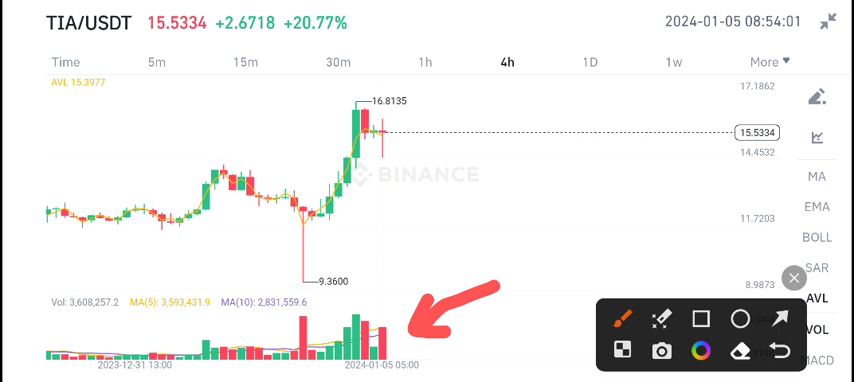 TIA/USDT 15.5334 +2.6718 +20.77% 2024-01-05 08:54:01
Time 5m 15m 30m 1h 4h 1D 1w More
AVL 15.3977
17.1862
16.8135
15.5334
14.4532
BINANCE
MA
EMA
11.7203
BOLL
SAR
9.3600
8.9873
AVL
Vol: 3,608,257.2 MA(5): 3,593,431.9 MA(10): 2,831,559.6
VOL
MACD
2023-12-31 13:00 2024-01-05 05:00